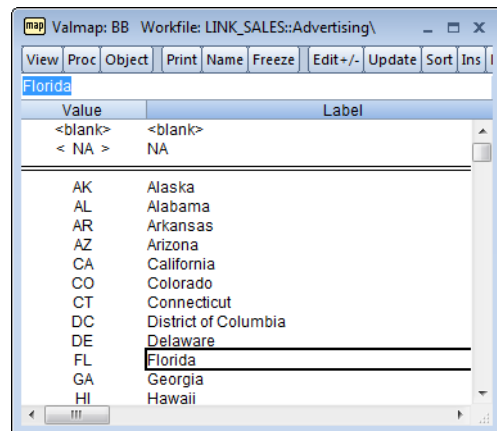 map Valmap: BB Workfile: LINK_SALES::Advertising\
View Proc Object Print Name Freeze Edit+/- Update Sort Ins
Florida
Value Label
<blank> <blank>
< NA > NA
AK Alaska
AL Alabama
AR Arkansas
AZ Arizona
CA California
CO Colorado
CT Connecticut
DC District of Columbia
DE Delaware
FL Florida
GA Georgia
HI Hawaii